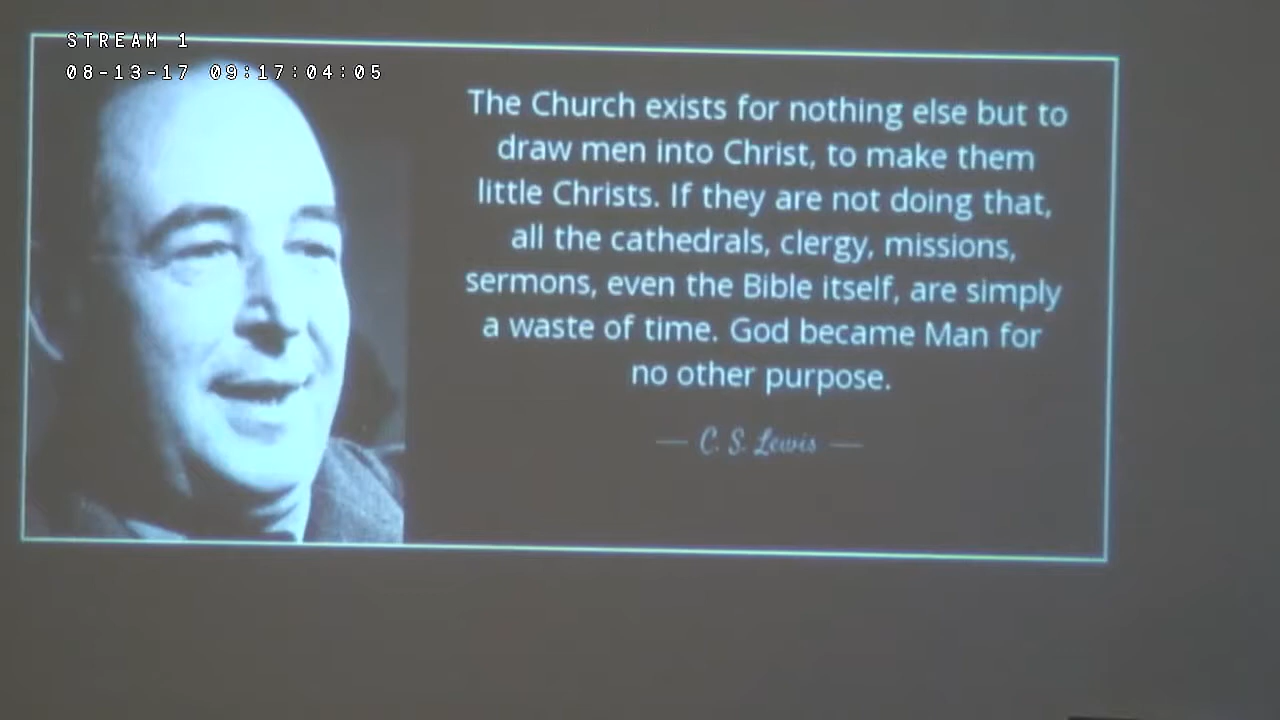 STREAM 1
08-13-17 09:17:04:05
The Church exists for nothing else but to
draw men into Christ, to make them
little Christs. If they are not doing that,
all the cathedrals, clergy, missions,
sermons, even the Bible itself, are simply
a waste of time. God became Man for
no other purpose.
— C. S. Lewis —